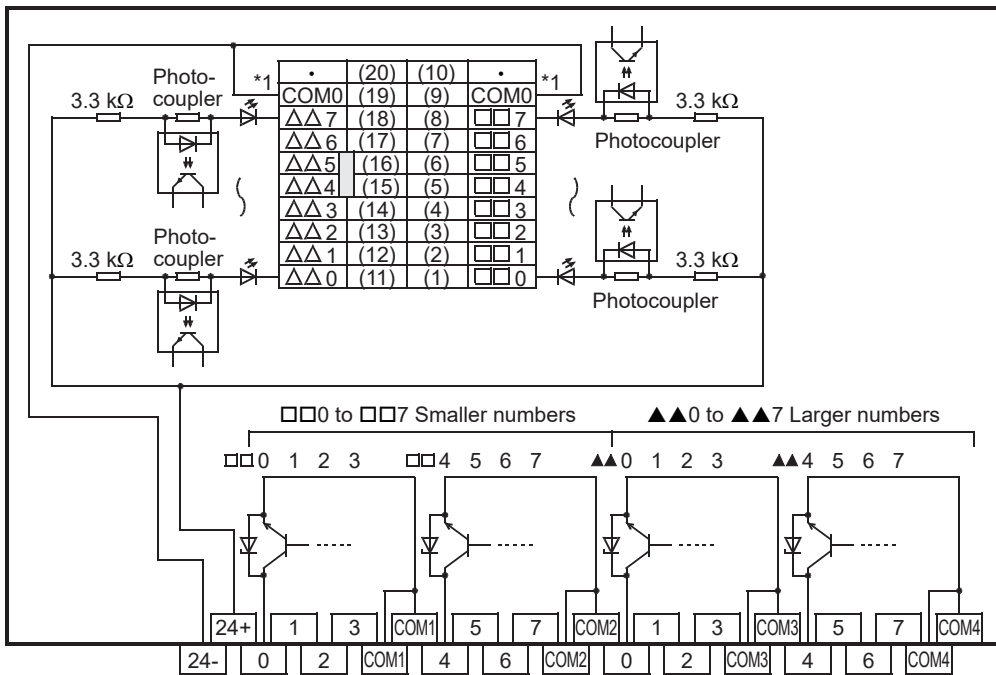 *1 • (20) (10) • *1
COM0 (19) (9) COM0
△△7 (18) (8) □□7
△△6 (17) (7) □□6
△△5 (16) (6) □□5
△△4 (15) (5) □□4
△△3 (14) (4) □□3
△△2 (13) (3) □□2
△△1 (12) (2) □□1
△△0 (11) (1) □□0
Photo-
coupler
3.3 kΩ
Photo-
coupler
3.3 kΩ
3.3 kΩ
Photocoupler
3.3 kΩ
Photocoupler
□□0 to □□7 Smaller numbers ▲▲0 to ▲▲7 Larger numbers
□□0 1 2 3 □□4 5 6 7 ▲▲0 1 2 3 ▲▲4 5 6 7
24+ 1 3 COM1 5 7 COM2 1 3 COM3 5 7 COM4
24- 0 2 COM1 4 6 COM2 0 2 COM3 4 6 COM4